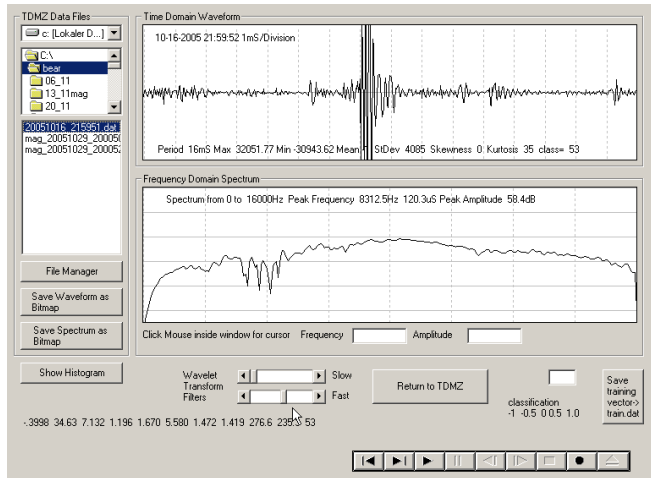 TDMZ Data Files
c: [Lokaler D...]
C:\
bear
06_11
13_11mag
20_11
20051016_215951.dat
mag_20051029_20005
mag_20051029_20005
File Manager
Save Waveform as
Bitmap
Save Spectrum as
Bitmap
Show Histogram
Time Domain Waveform
10-16-2005 21:59:52 1mS/Division
Period 16mS Max 32051.77 Min -30943.62 Mean StDev 4085 Skewness 0 Kurtosis 35 class= 53
Frequency Domain Spectrum
Spectrum from 0 to 16000Hz Peak Frequency 8312.5Hz 120.3uS Peak Amplitude 58.4dB
Click Mouse inside window for cursor Frequency Amplitude
Wavelet
Transform
Filters
Slow
Fast
Return to TDMZ
classification
-1 -0.5 0 0.5 1.0
Save
training
vector->
train.dat
-.3998 34.63 7.132 1.196 1.670 5.580 1.472 1.419 276.6 53